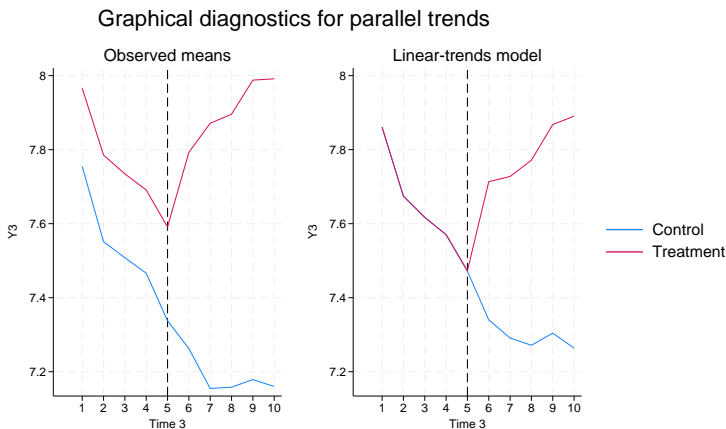 Graphical diagnostics for parallel trends
Observed means
8
7.8
7.6
7.4
7.2
Y3
1 2 3 4 5 6 7 8 9 10
Time 3
Linear-trends model
8
7.8
7.6
7.4
7.2
Y3
1 2 3 4 5 6 7 8 9 10
Time 3
Control
Treatment